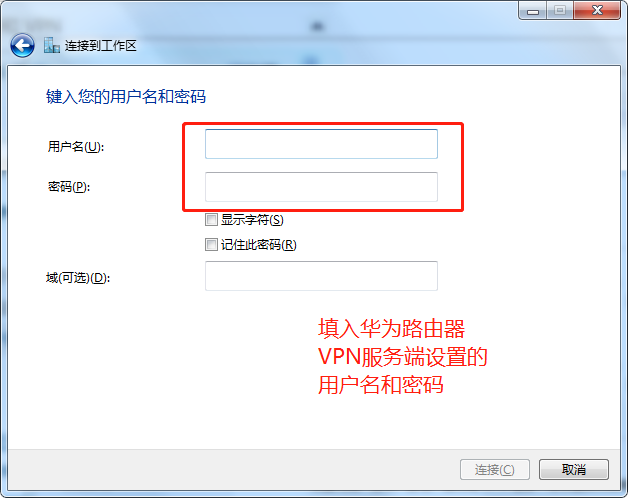 连接到工作区
键入您的用户名和密码
用户名(U):
密码(P):
显示字符(S)
记住此密码(R)
域(可选)(D):
填入华为路由器
VPN服务端设置的
用户名和密码
连接(C)
取消